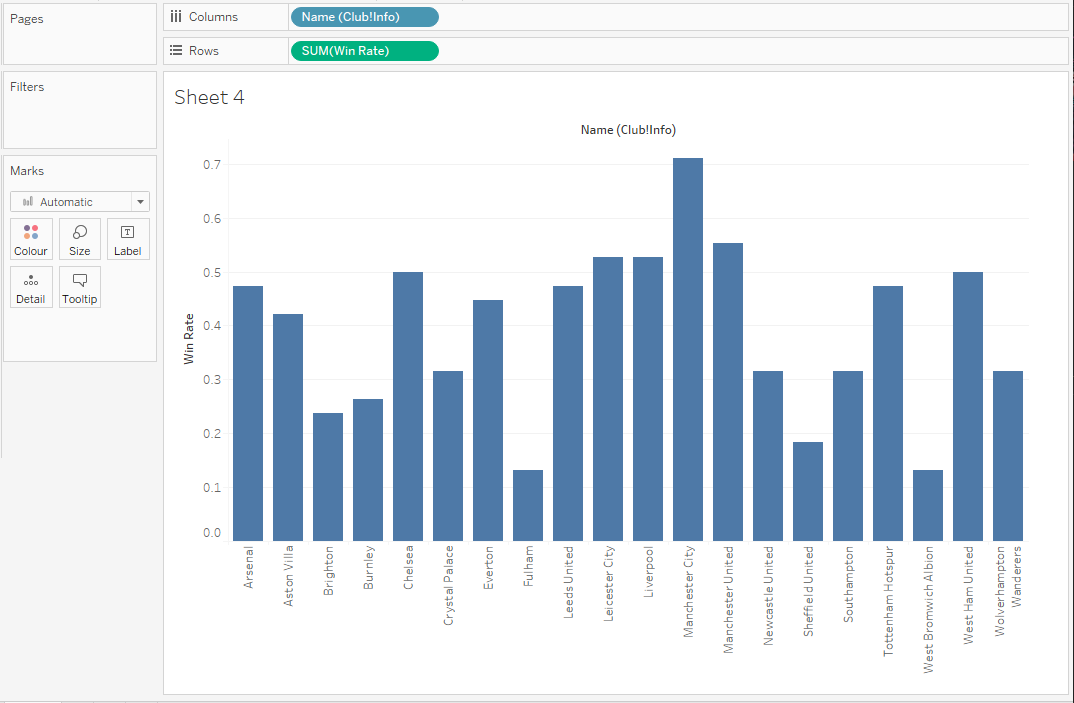 Pages
Columns
Name (Club!Info)
Rows
SUM(Win Rate)
Filters
Marks
Automatic
Colour
Size
Label
Detail
Tooltip
Sheet 4
Name (Club!Info)
Win Rate
0.7
0.6
0.5
0.4
0.3
0.2
0.1
0.0
Arsenal
Aston Villa
Brighton
Burnley
Chelsea
Crystal Palace
Everton
Fulham
Leeds United
Leicester City
Liverpool
Manchester City
Manchester United
Newcastle United
Sheffield United
Southampton
Tottenham Hotspur
West Bromwich Albion
West Ham United
Wolverhampton
Wanderers